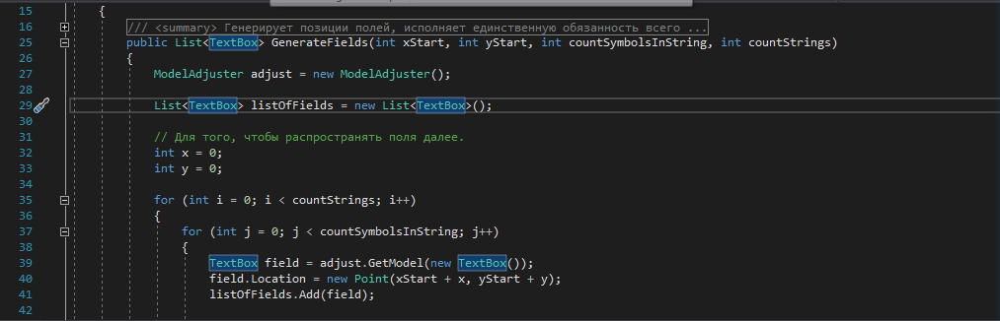 15 {
16 /// <summary> Генерирует позиции полей, исполняет единственную обязанность всего ...
25 public List<TextBox> GenerateFields(int xStart, int yStart, int countSymbolsInString, int countStrings)
26 {
27 ModelAdjuster adjust = new ModelAdjuster();
28
29 List<TextBox> listOfFields = new List<TextBox>();
30
31 // Для того, чтобы распространять поля далее.
32 int x = 0;
33 int y = 0;
34
35 for (int i = 0; i < countStrings; i++)
36 {
37 for (int j = 0; j < countSymbolsInString; j++)
38 {
39 TextBox field = adjust.GetModel(new TextBox());
40 field.Location = new Point(xStart + x, yStart + y);
41 listOfFields.Add(field);
42